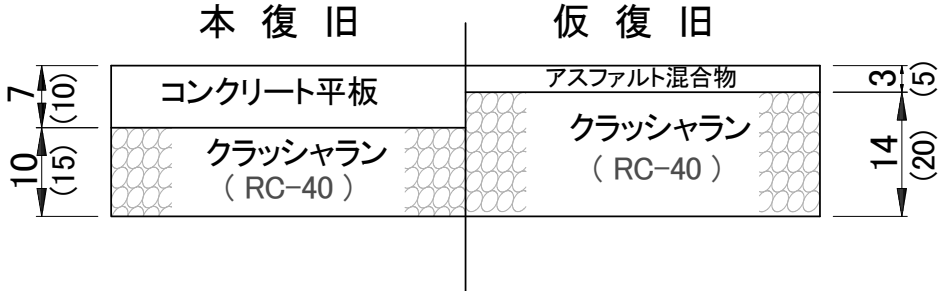 本復旧
仮復旧
7
(10)
コンクリート平板
アスファルト混合物
3
(5)
10
(15)
クラッシャラン
( RC-40 )
クラッシャラン
( RC-40 )
14
(20)